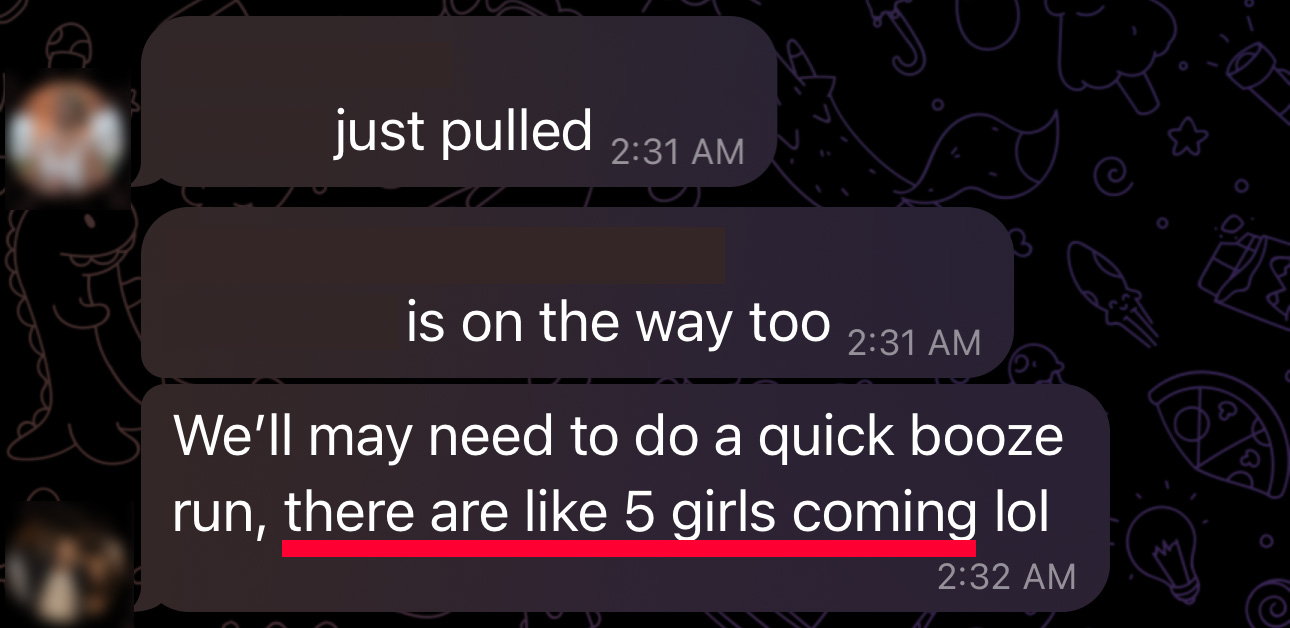 just pulled 2:31 AM
is on the way too 2:31 AM
We’ll may need to do a quick booze
run, there are like 5 girls coming lol
2:32 AM